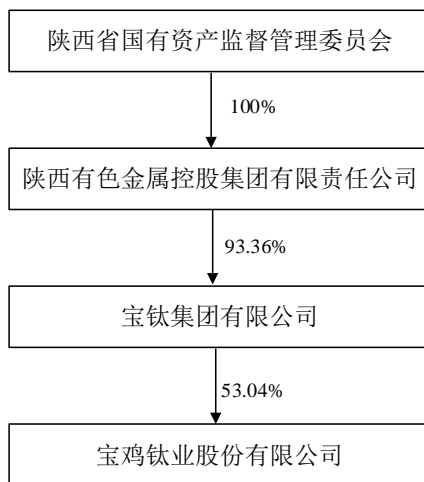 陕西省国有资产监督管理委员会
100%
陕西有色金属控股集团有限责任公司
93.36%
宝钛集团有限公司
53.04%
宝鸡钛业股份有限公司